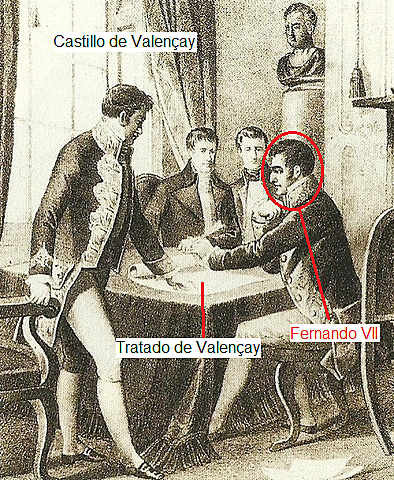 Castillo de Valençay
Fernando VII
Tratado de Valençay